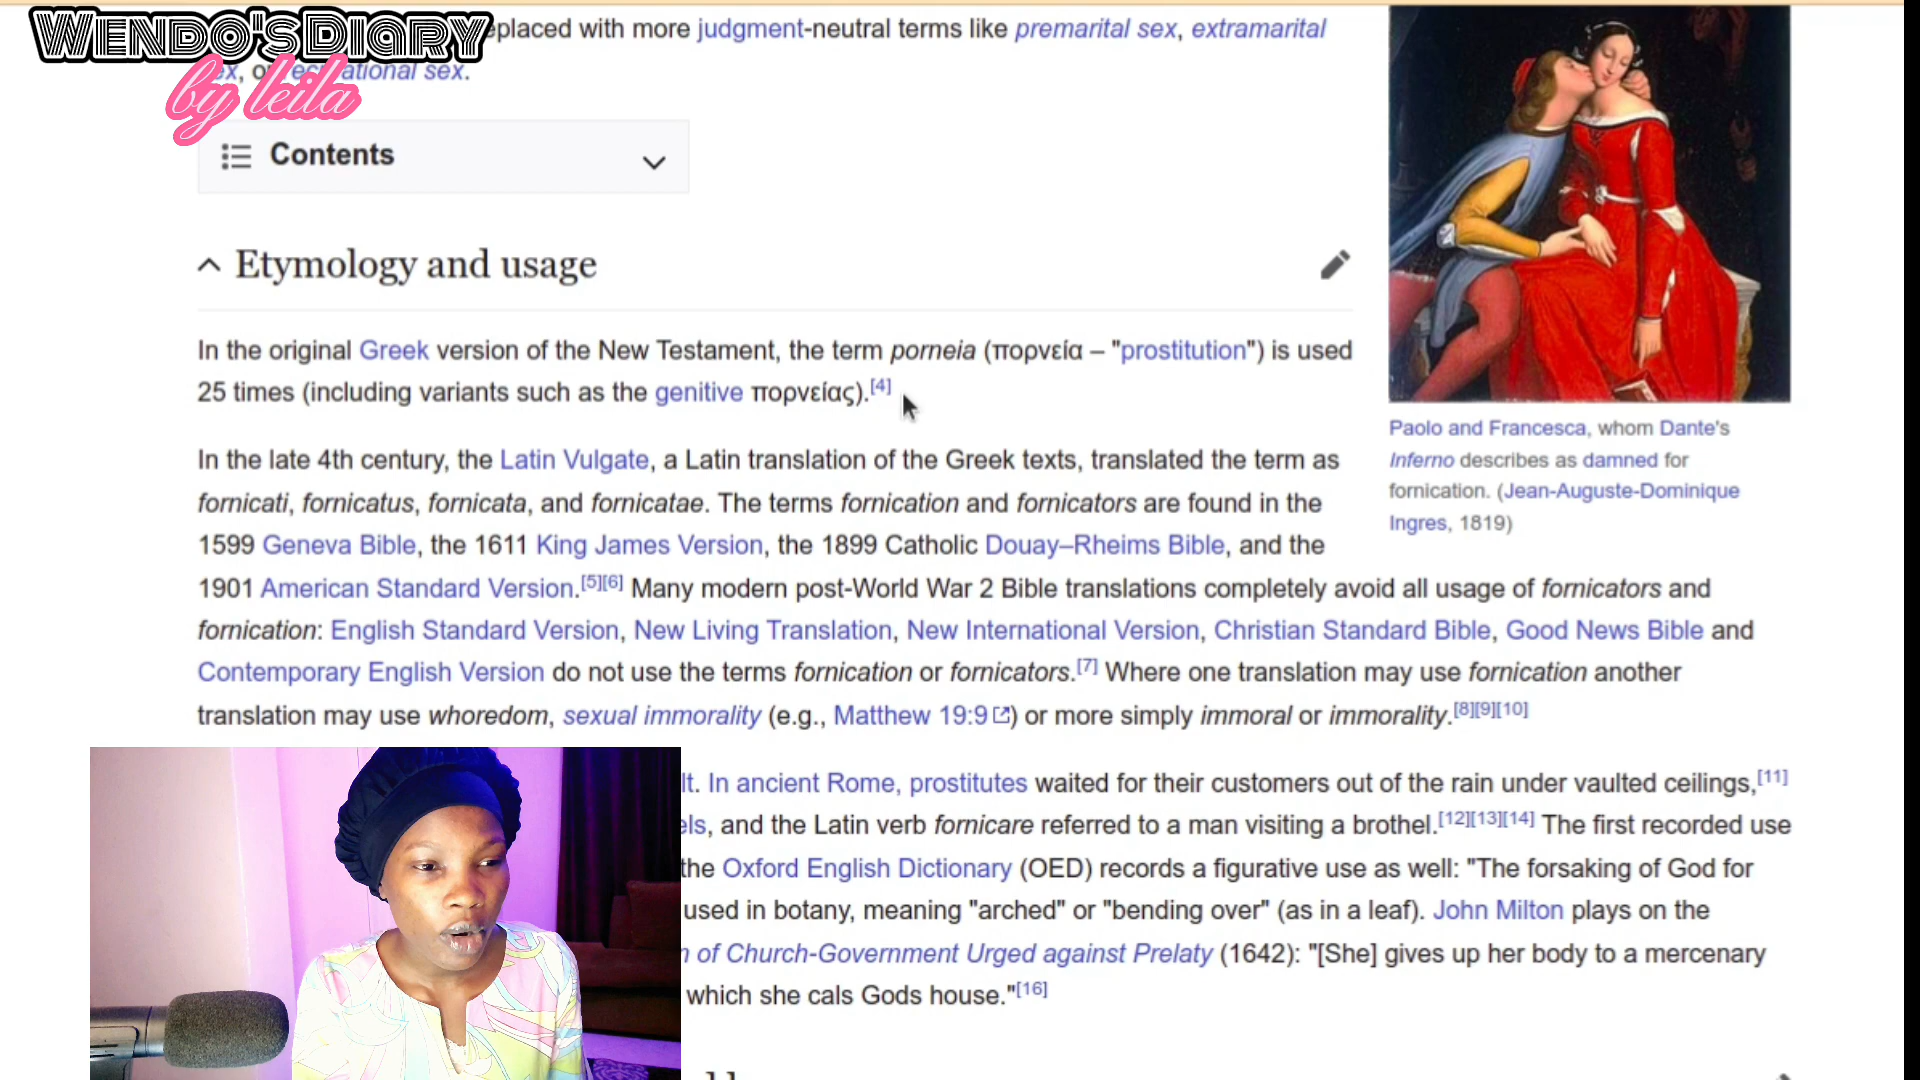 WENDO'S DIARY
by leila
eplaced with more judgment-neutral terms like premarital sex, extramarital
ex, or recreational sex.
Contents
Etymology and usage
In the original Greek version of the New Testament, the term porneia (πορνεία – "prostitution") is used
25 times (including variants such as the genitive πορνείας).[4]
In the late 4th century, the Latin Vulgate, a Latin translation of the Greek texts, translated the term as
fornicati, fornicatus, fornicata, and fornicatae. The terms fornication and fornicators are found in the
1599 Geneva Bible, the 1611 King James Version, the 1899 Catholic Douay–Rheims Bible, and the
1901 American Standard Version.[5][6] Many modern post-World War 2 Bible translations completely avoid all usage of fornicators and
fornication: English Standard Version, New Living Translation, New International Version, Christian Standard Bible, Good News Bible and
Contemporary English Version do not use the terms fornication or fornicators.[7] Where one translation may use fornication another
translation may use whoredom, sexual immorality (e.g., Matthew 19:9) or more simply immoral or immorality.[8][9][10]
lt. In ancient Rome, prostitutes waited for their customers out of the rain under vaulted ceilings,[11]
els, and the Latin verb fornicare referred to a man visiting a brothel.[12][13][14] The first recorded use
the Oxford English Dictionary (OED) records a figurative use as well: "The forsaking of God for
used in botany, meaning "arched" or "bending over" (as in a leaf). John Milton plays on the
n of Church-Government Urged against Prelaty (1642): "[She] gives up her body to a mercenary
which she cals Gods house."[16]
Paolo and Francesca, whom Dante's
Inferno describes as damned for
fornication. (Jean-Auguste-Dominique
Ingres, 1819)